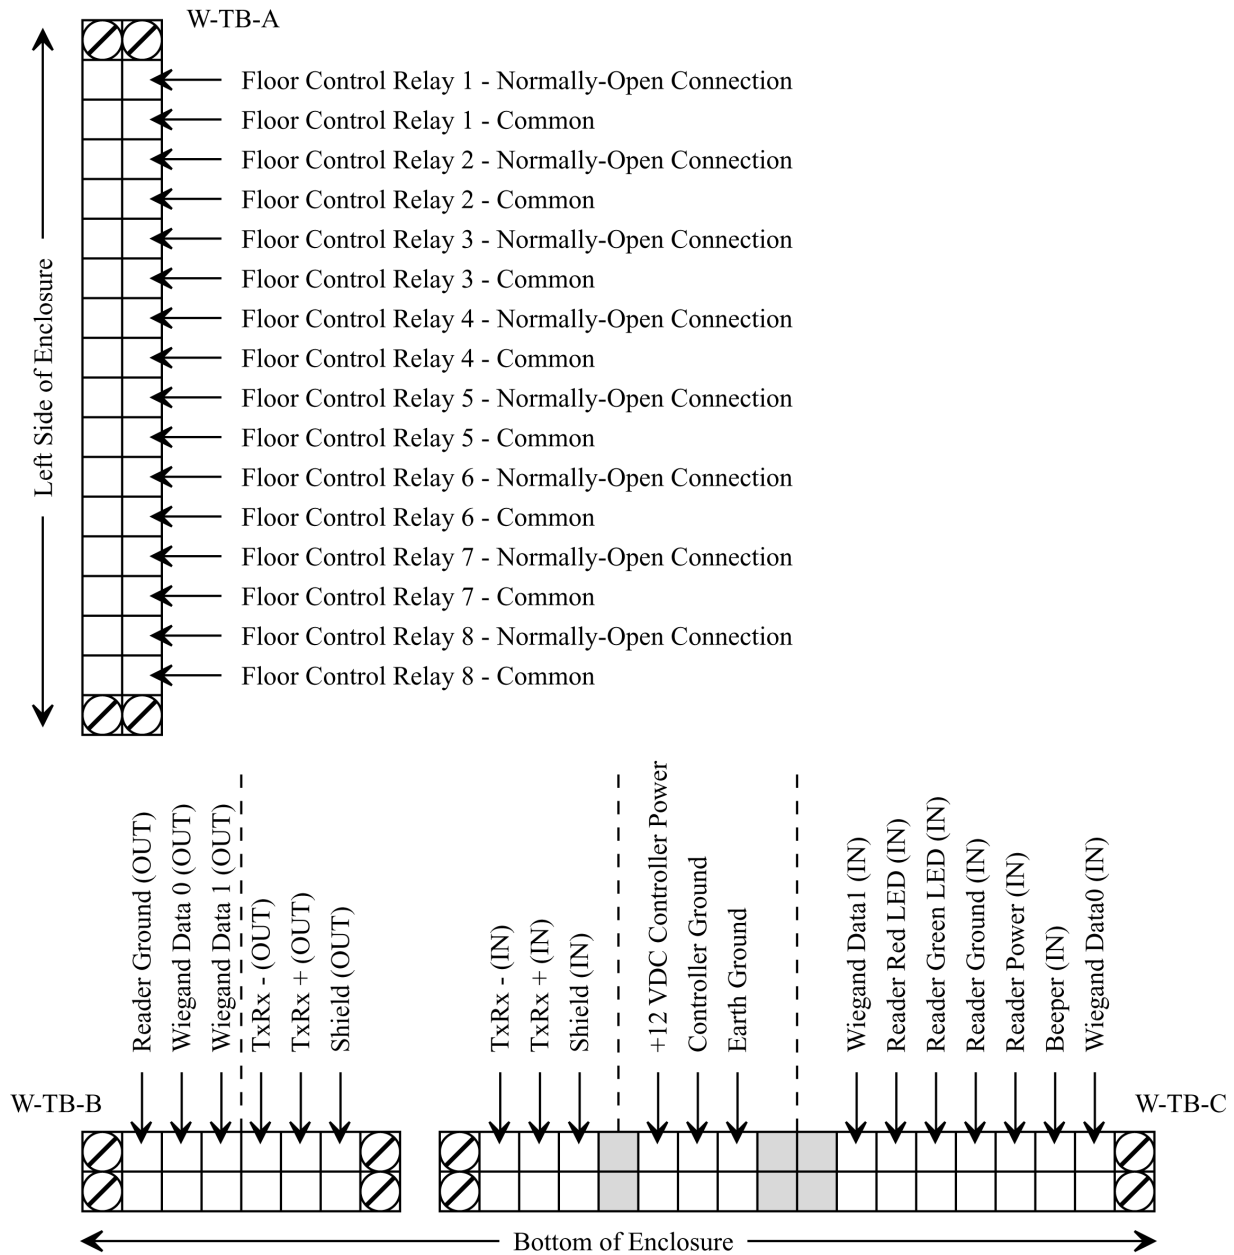 W-TB-A
Floor Control Relay 1 - Normally-Open Connection
Floor Control Relay 1 - Common
Floor Control Relay 2 - Normally-Open Connection
Floor Control Relay 2 - Common
Floor Control Relay 3 - Normally-Open Connection
Floor Control Relay 3 - Common
Floor Control Relay 4 - Normally-Open Connection
Floor Control Relay 4 - Common
Floor Control Relay 5 - Normally-Open Connection
Floor Control Relay 5 - Common
Floor Control Relay 6 - Normally-Open Connection
Floor Control Relay 6 - Common
Floor Control Relay 7 - Normally-Open Connection
Floor Control Relay 7 - Common
Floor Control Relay 8 - Normally-Open Connection
Floor Control Relay 8 - Common
Left Side of Enclosure
W-TB-B
Reader Ground (OUT)
Wiegand Data 0 (OUT)
Wiegand Data 1 (OUT)
TxRx - (OUT)
TxRx + (OUT)
Shield (OUT)
TxRx - (IN)
TxRx + (IN)
Shield (IN)
+12 VDC Controller Power
Controller Ground
Earth Ground
Wiegand Data1 (IN)
Reader Red LED (IN)
Reader Green LED (IN)
Reader Ground (IN)
Reader Power (IN)
Beeper (IN)
Wiegand Data0 (IN)
W-TB-C
Bottom of Enclosure